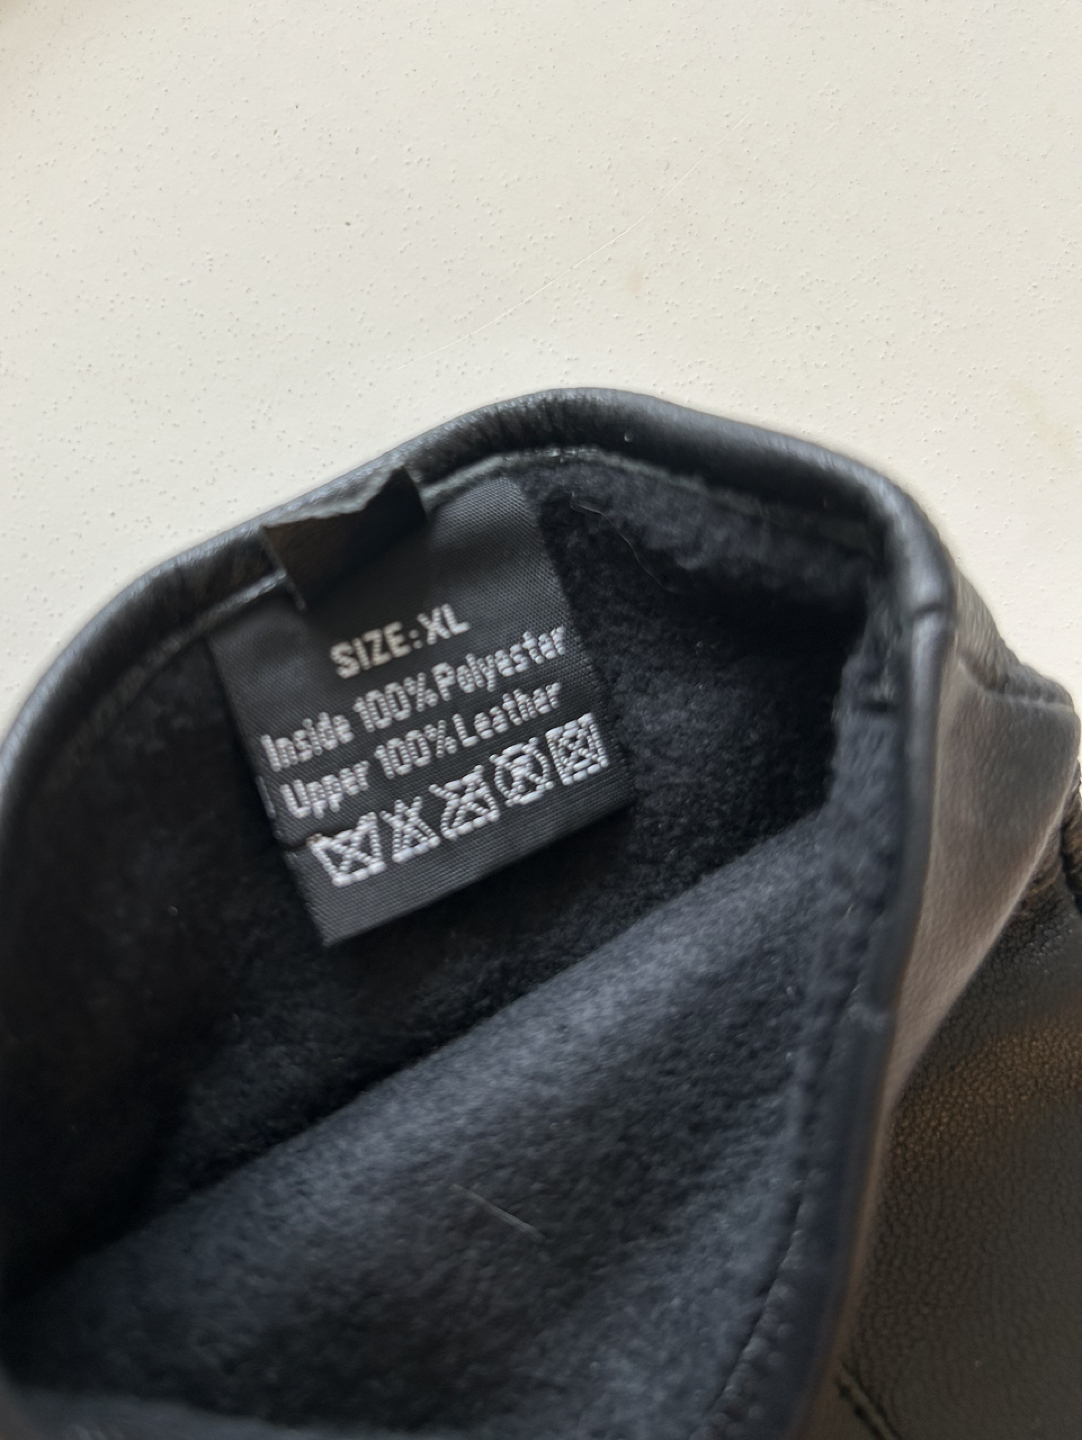 SIZE:XL
Inside 100% Polyester
Upper 100% Leather